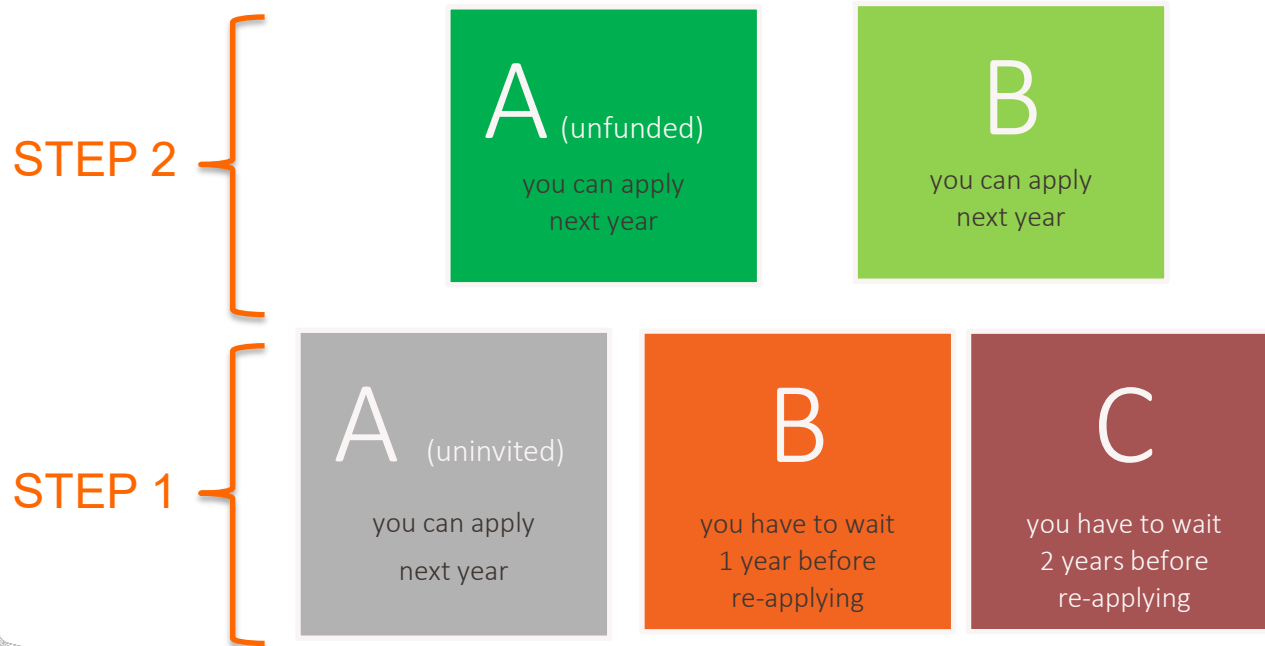 STEP 2
A (unfunded)
you can apply
next year
B
you can apply
next year
STEP 1
A (uninvited)
you can apply
next year
B
you have to wait
1 year before
re-applying
C
you have to wait
2 years before
re-applying